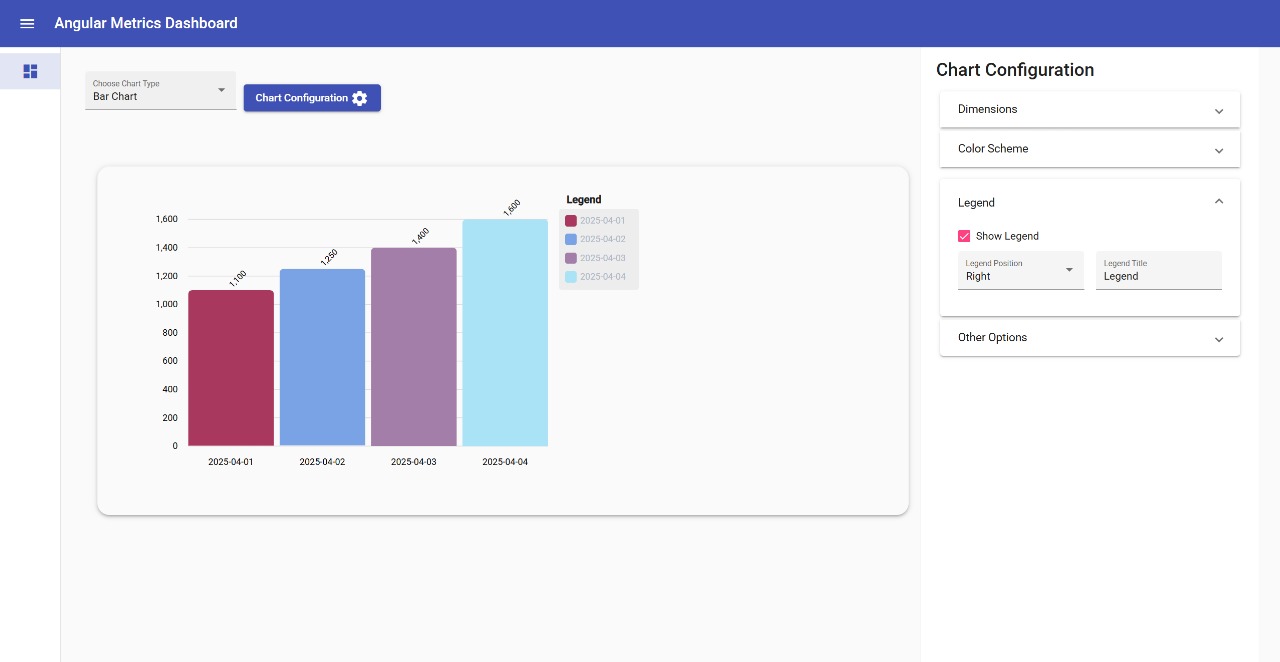 Angular Metrics Dashboard
Choose Chart Type
Bar Chart
Chart Configuration
Legend
2025-04-01
2025-04-02
2025-04-03
2025-04-04
1,600
1,400
1,200
1,000
800
600
400
200
0
1,100
1,250
1,400
1,600
2025-04-01
2025-04-02
2025-04-03
2025-04-04
Chart Configuration
Dimensions
Color Scheme
Legend
Show Legend
Legend Position
Right
Legend Title
Legend
Other Options